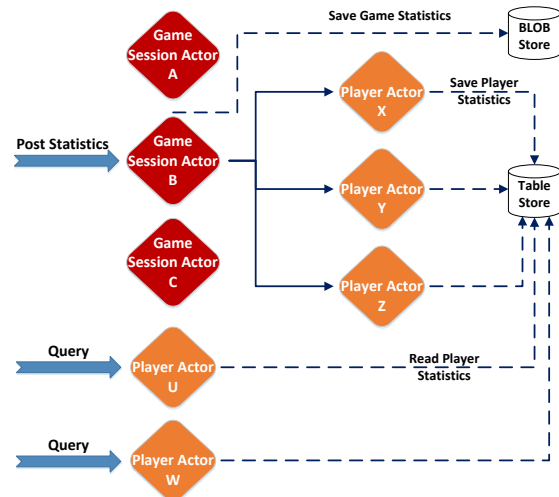 Game
Session Actor
A
Save Game Statistics
BLOB
Store
Player Actor
X
Save Player
Statistics
Post Statistics
Game
Session Actor
B
Player Actor
Y
Table
Store
Game
Session Actor
C
Player Actor
Z
Query
Player Actor
U
Read Player
Statistics
Query
Player Actor
W